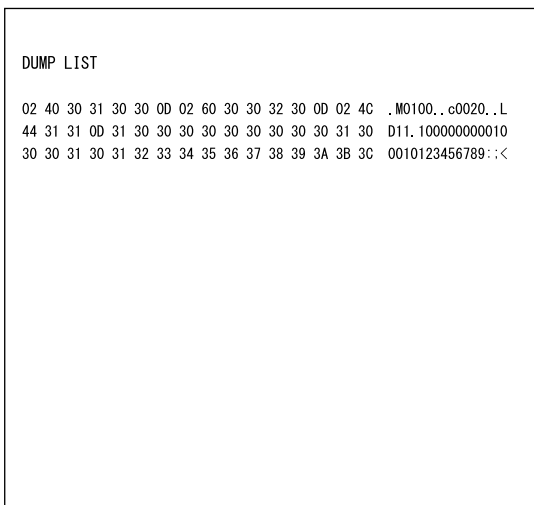 DUMP LIST
02 40 30 31 30 30 0D 02 60 30 30 32 30 0D 02 4C .M0100..c0020..L
44 31 31 0D 31 30 30 30 30 30 30 30 30 30 31 30 D11.100000000010
30 30 31 30 31 32 33 34 35 36 37 38 39 3A 3B 3C 0010123456789:;<